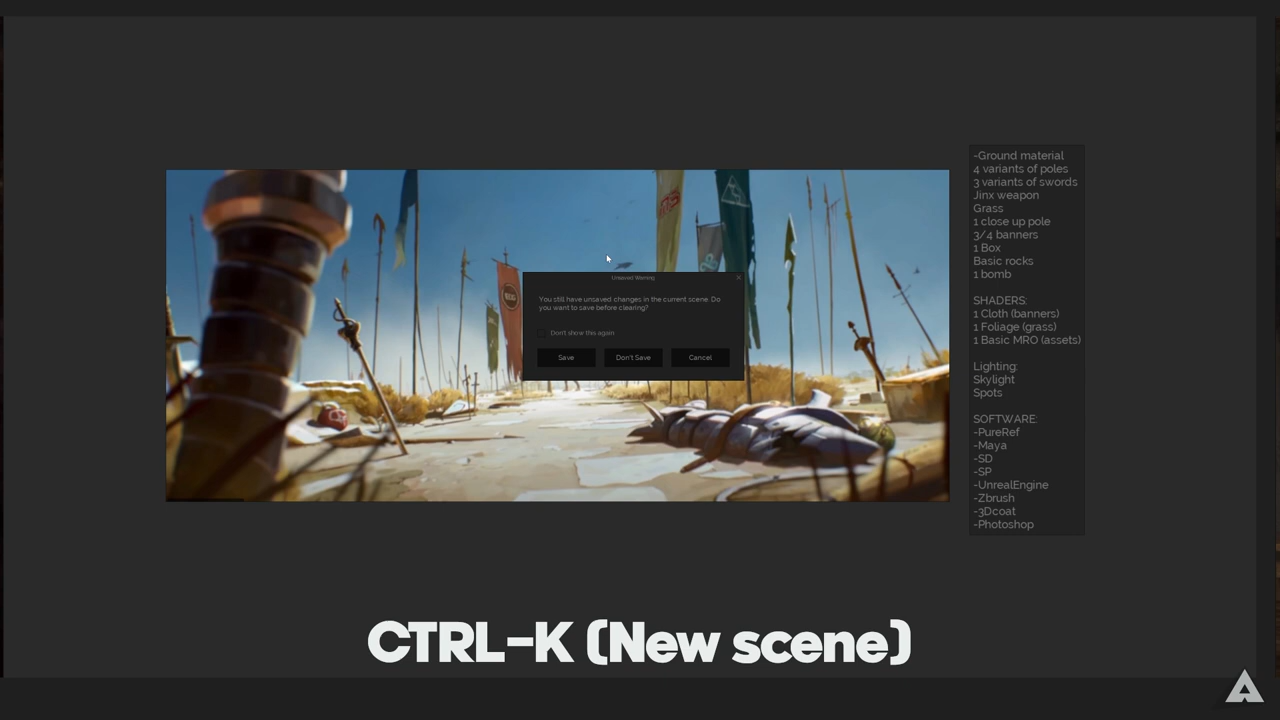 -Ground material
4 variants of poles
3 variants of swords
Jinx weapon
Grass
1 close up pole
3/4 banners
1 Box
Basic rocks
1 bomb
SHADERS:
1 Cloth (banners)
1 Foliage (grass)
1 Basic MRO (assets)
Lighting:
Skylight
Spots
SOFTWARE:
-PureRef
-Maya
-SD
-SP
-UnrealEngine
-Zbrush
-3Dcoat
-Photoshop
Unsaved Warning
You still have unsaved changes in the current scene. Do
you want to save before clearing?
Don't show this again
Save
Don't Save
Cancel
CTRL-K (New scene)